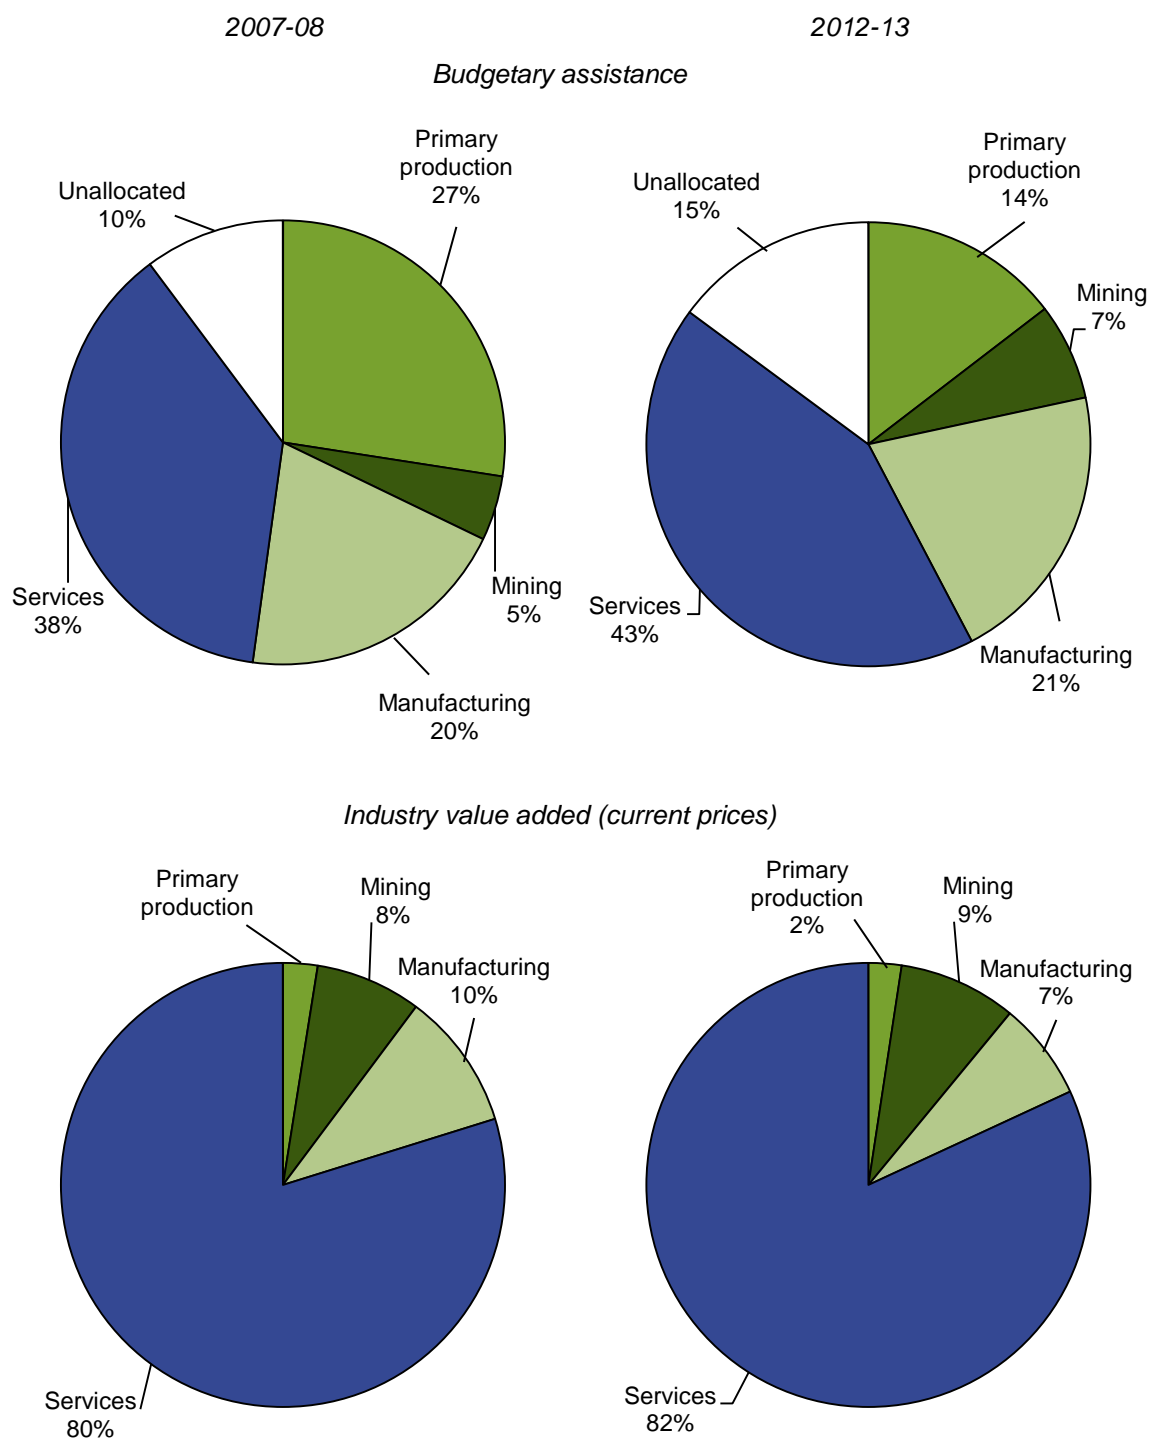 2007-08
2012-13
Budgetary assistance
Primary
production
27%
Unallocated
10%
Services
38%
Mining
5%
Manufacturing
20%
Primary
production
14%
Unallocated
15%
Mining
7%
Services
43%
Manufacturing
21%
Industry value added (current prices)
Primary
production
Mining
8%
Manufacturing
10%
Services
80%
Primary
production
2%
Mining
9%
Manufacturing
7%
Services
82%